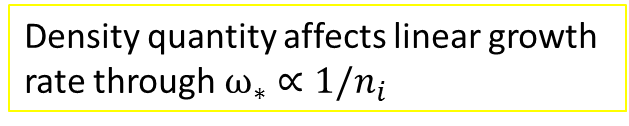 Density quantity affects linear growth
rate through ω∗ ∝ 1/nᵢ